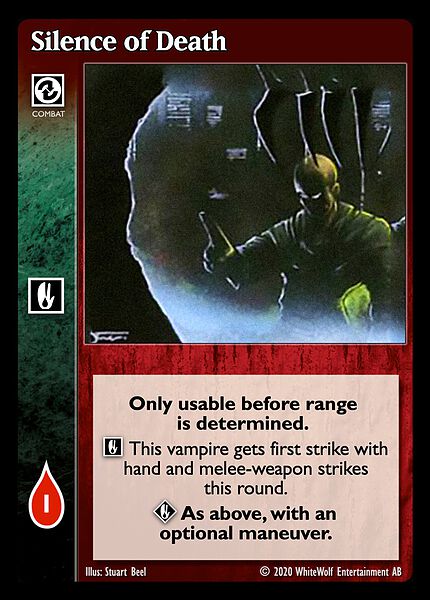 Silence of Death
COMBAT
Only usable before range
is determined.
This vampire gets first strike with
hand and melee-weapon strikes
this round.
As above, with an
optional maneuver.
1
Illus: Stuart Beel
© 2020 WhiteWolf Entertainment AB